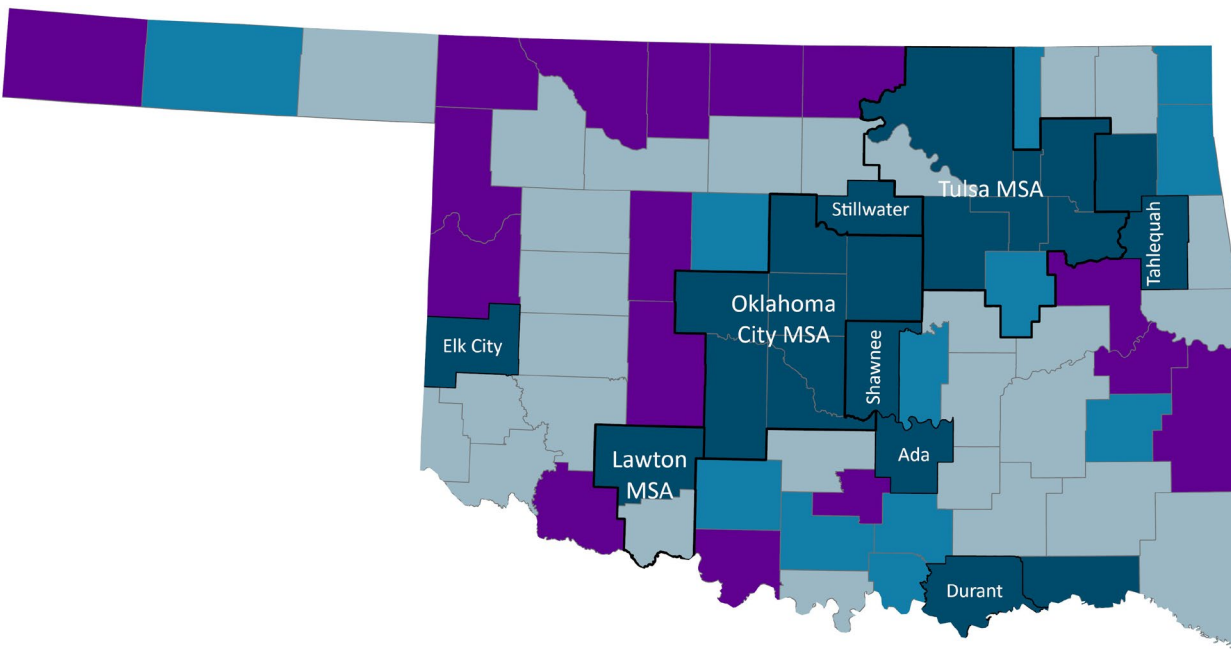 Tulsa MSA
Stillwater
Tahlequah
Oklahoma
City MSA
Elk City
Shawnee
Lawton
MSA
Ada
Durant